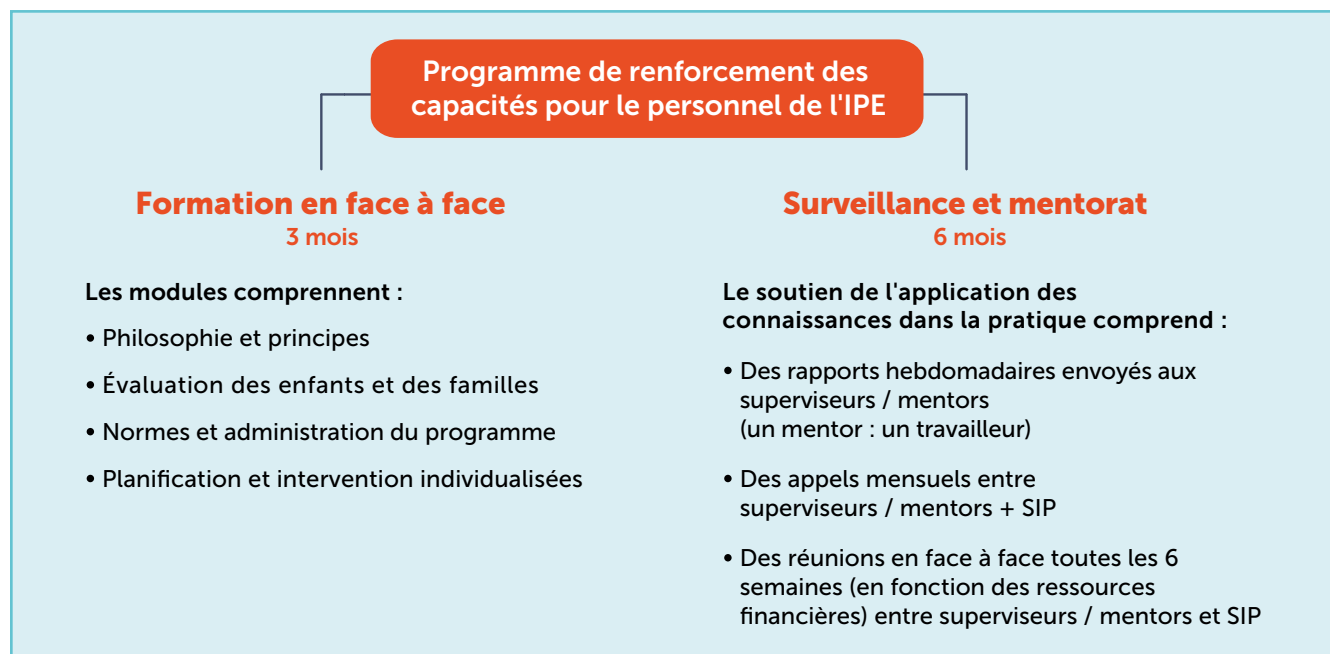 Programme de renforcement des
capacités pour le personnel de l'IPE
Formation en face à face
3 mois
Les modules comprennent :
• Philosophie et principes
• Évaluation des enfants et des familles
• Normes et administration du programme
• Planification et intervention individualisées
Surveillance et mentorat
6 mois
Le soutien de l'application des
connaissances dans la pratique comprend :
• Des rapports hebdomadaires envoyés aux
superviseurs / mentors
(un mentor : un travailleur)
• Des appels mensuels entre
superviseurs / mentors + SIP
• Des réunions en face à face toutes les 6
semaines (en fonction des ressources
financières) entre superviseurs / mentors et SIP